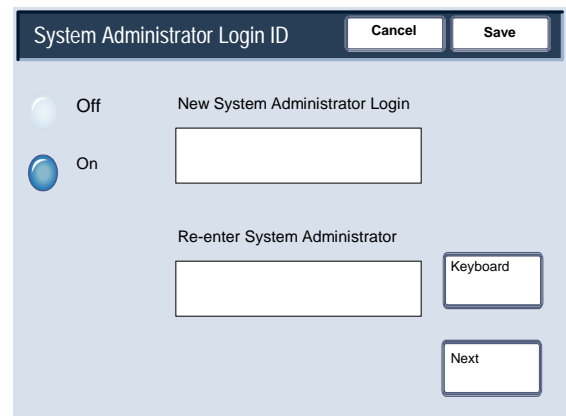 System Administrator Login ID
Cancel
Save
Off
New System Administrator Login
On
Re-enter System Administrator
Keyboard
Next